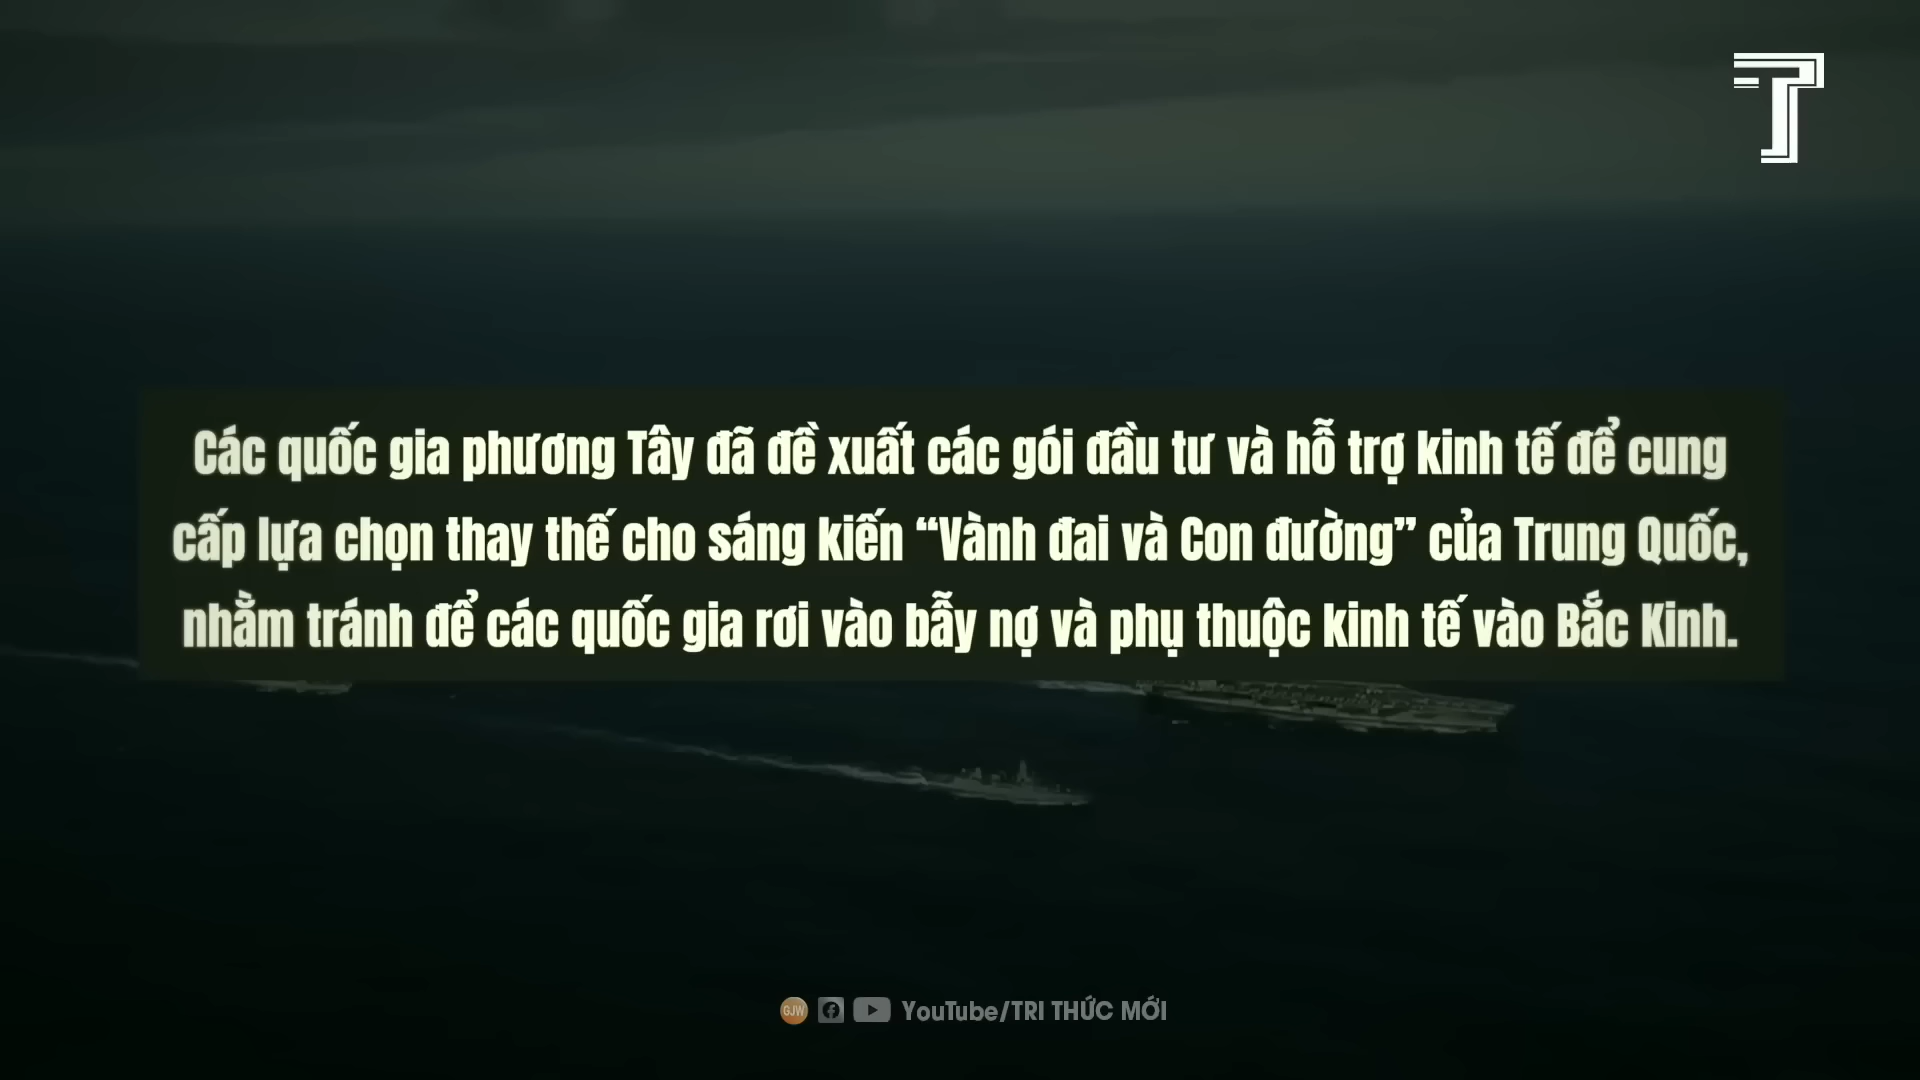 Các quốc gia phương Tây đã đề xuất các gói đầu tư và hỗ trợ kinh tế để cung
cấp lựa chọn thay thế cho sáng kiến “Vành đai và Con đường” của Trung Quốc,
nhằm tránh để các quốc gia rơi vào bẫy nợ và phụ thuộc kinh tế vào Bắc Kinh.
GJW YouTube/TRI THỨC MỚI